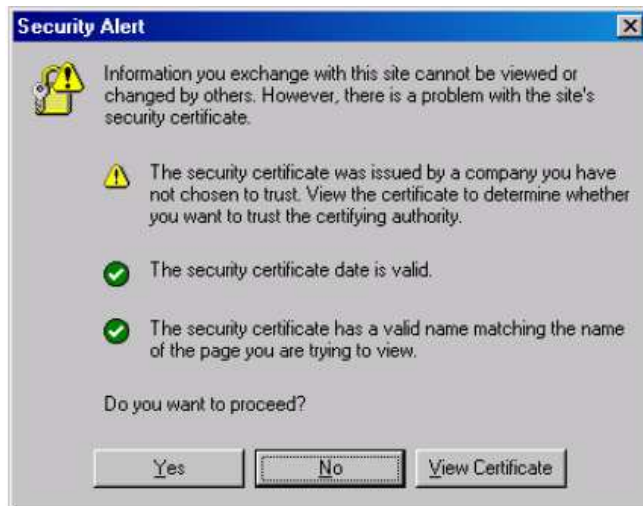 Security Alert
Information you exchange with this site cannot be viewed or
changed by others. However, there is a problem with the site's
security certificate.
The security certificate was issued by a company you have
not chosen to trust. View the certificate to determine whether
you want to trust the certifying authority.
The security certificate date is valid.
The security certificate has a valid name matching the name
of the page you are trying to view.
Do you want to proceed?
Yes No View Certificate